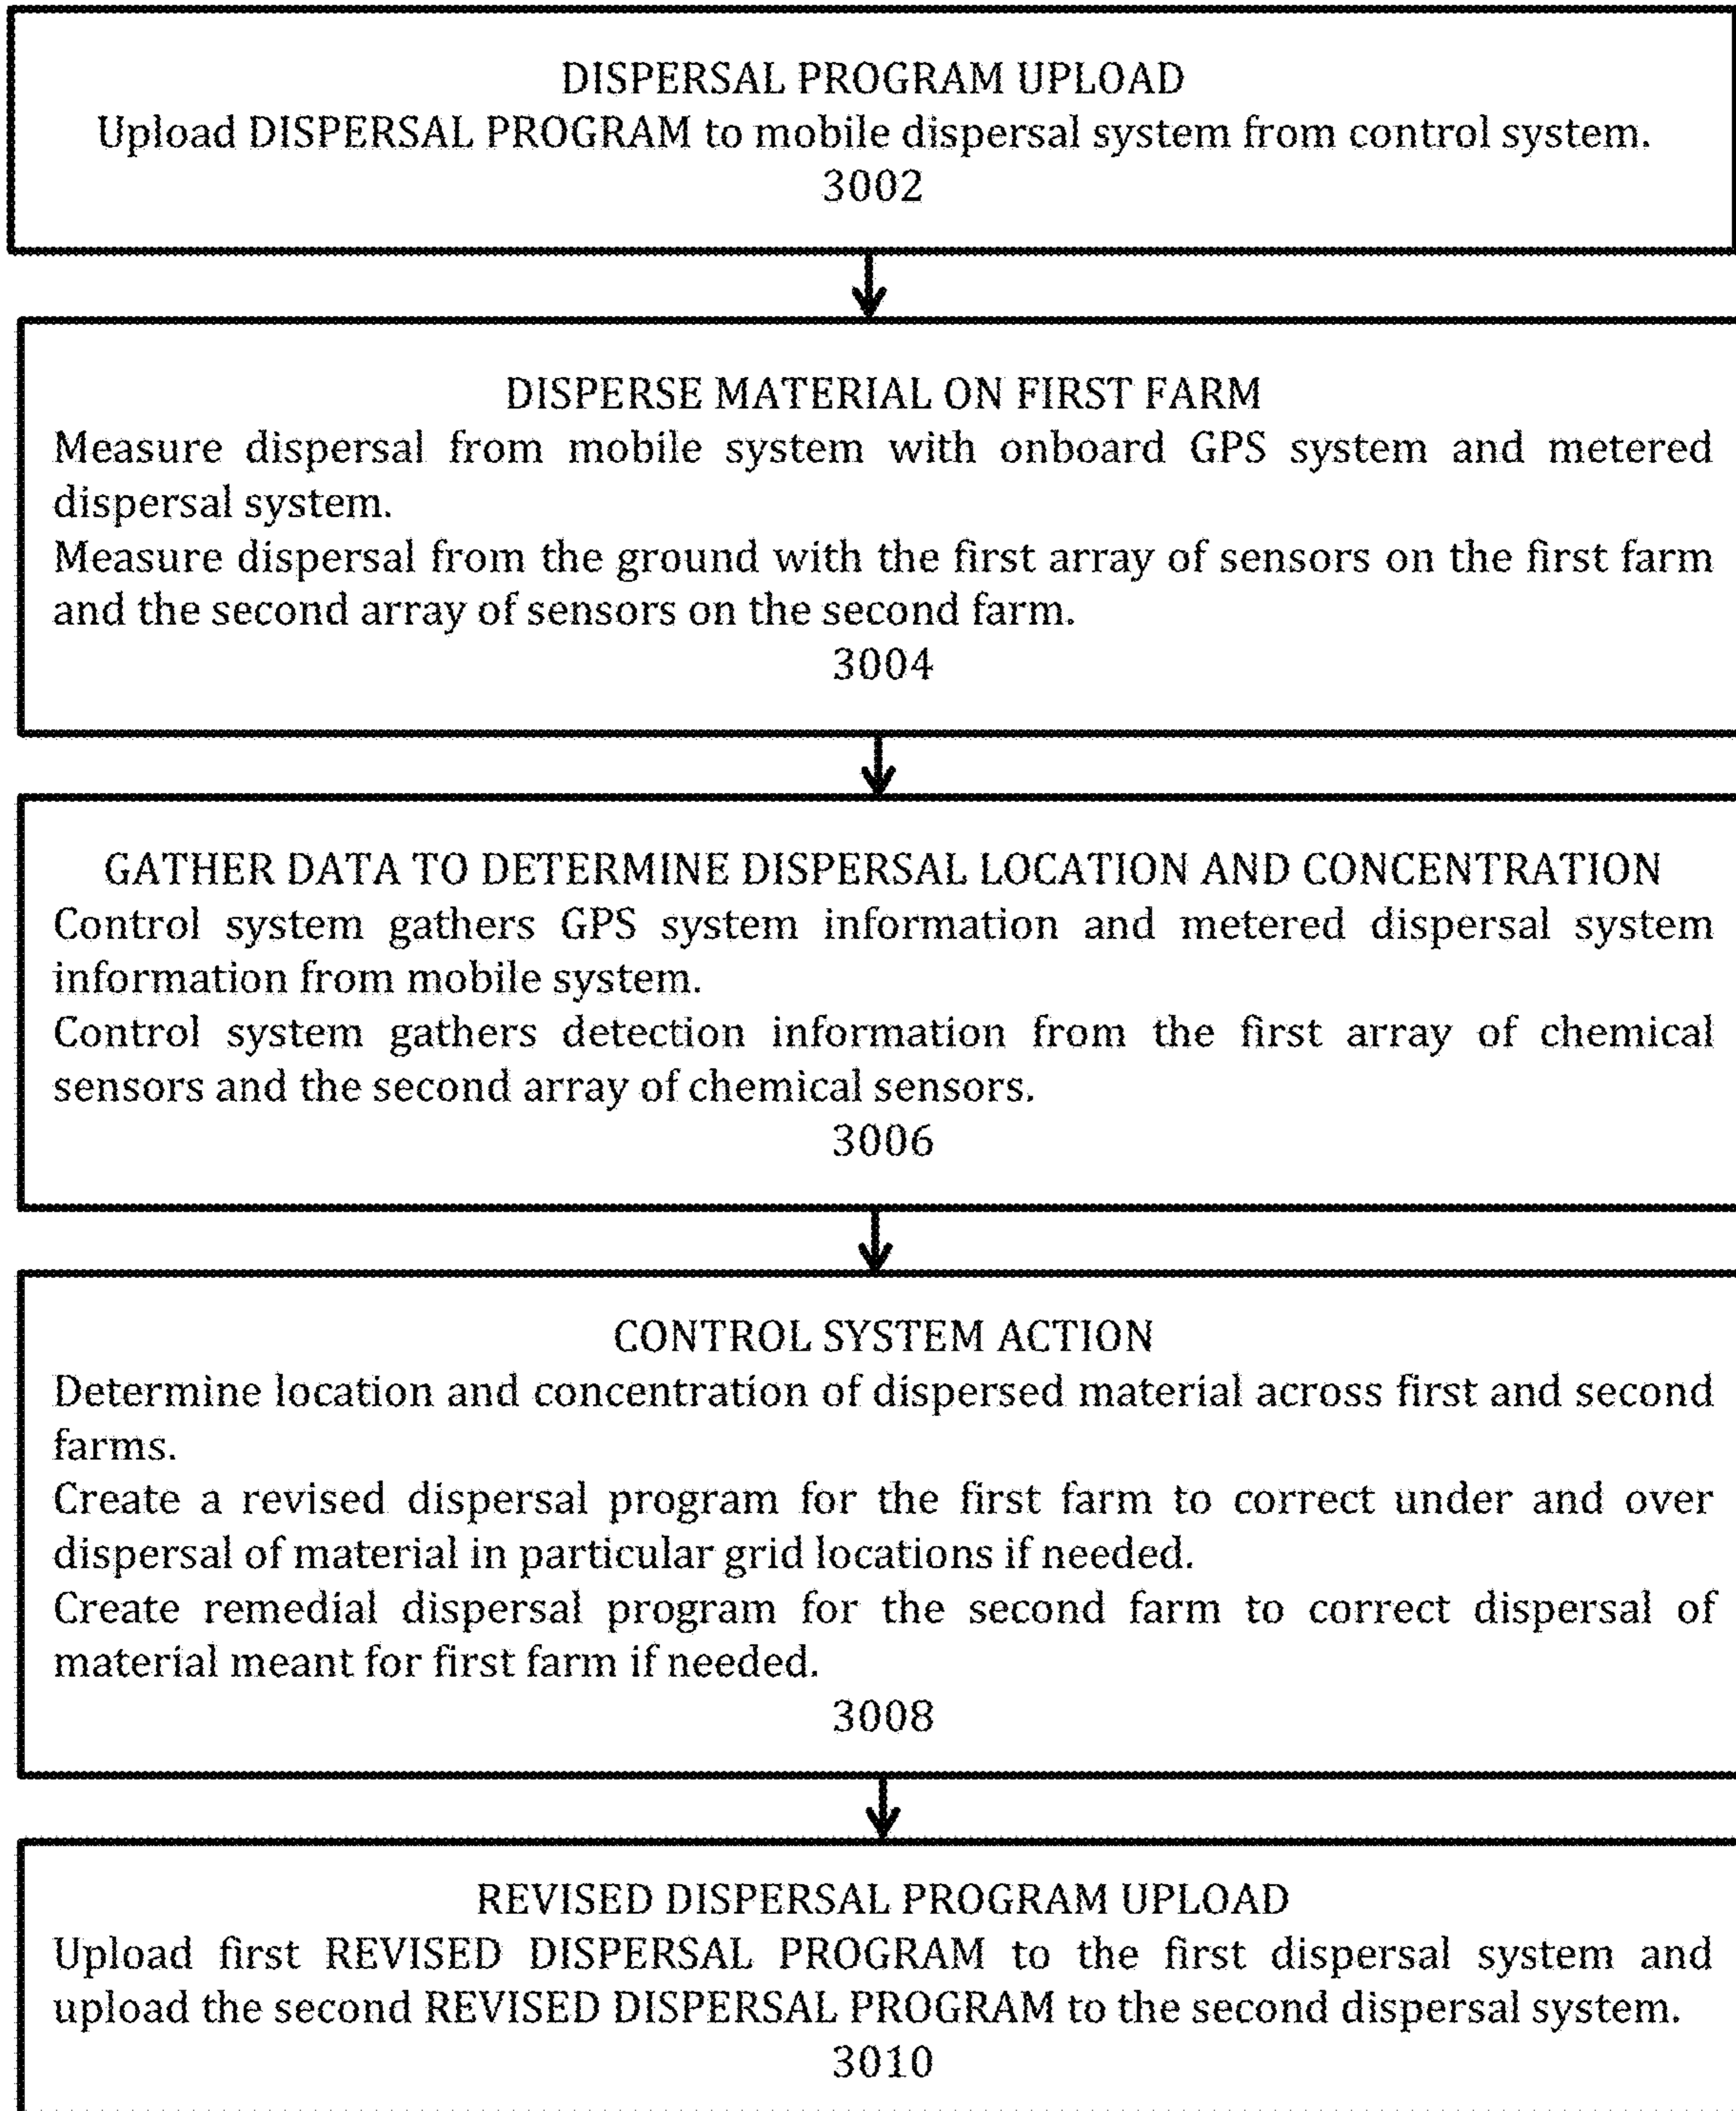 DISPERSAL PROGRAM UPLOAD
Upload DISPERSAL PROGRAM to mobile dispersal system from control system.
3002
DISPERSE MATERIAL ON FIRST FARM
Measure dispersal from mobile system with onboard GPS system and metered
dispersal system.
Measure dispersal from the ground with the first array of sensors on the first farm
and the second array of sensors on the second farm.
3004
GATHER DATA TO DETERMINE DISPERSAL LOCATION AND CONCENTRATION
Control system gathers GPS system information and metered dispersal system
information from mobile system.
Control system gathers detection information from the first array of chemical
sensors and the second array of chemical sensors.
3006
CONTROL SYSTEM ACTION
Determine location and concentration of dispersed material across first and second
farms.
Create a revised dispersal program for the first farm to correct under and over
dispersal of material in particular grid locations if needed.
Create remedial dispersal program for the second farm to correct dispersal of
material meant for first farm if needed.
3008
REVISED DISPERSAL PROGRAM UPLOAD
Upload first REVISED DISPERSAL PROGRAM to the first dispersal system and
upload the second REVISED DISPERSAL PROGRAM to the second dispersal system.
3010